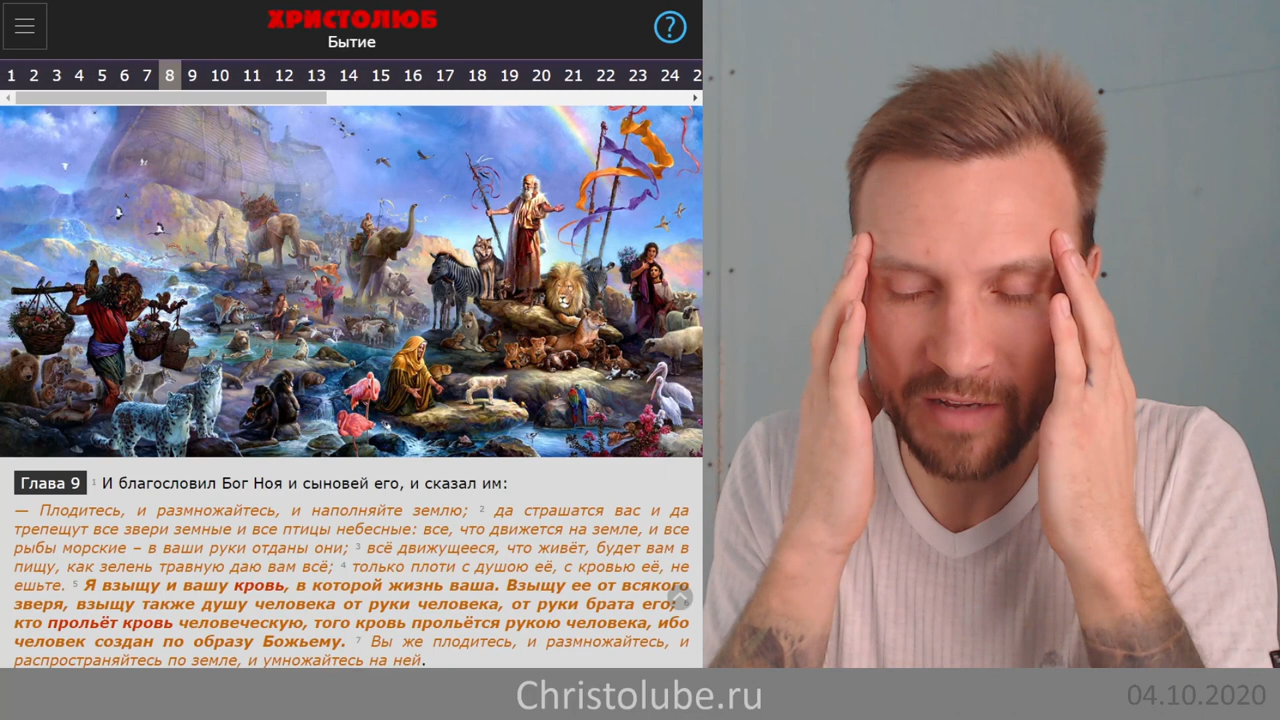 ХРИСТОЛЮБ
Бытие
1 2 3 4 5 6 7 8 9 10 11 12 13 14 15 16 17 18 19 20 21 22 23 24 2
Глава 9 1 И благословил Бог Ноя и сыновей его, и сказал им:
— Плодитесь, и размножайтесь, и наполняйте землю; 2 да страшатся вас и да
трепещут все звери земные и все птицы небесные: все, что движется на земле, и все
рыбы морские – в ваши руки отданы они; 3 всё движущееся, что живёт, будет вам в
пищу, как зелень травную даю вам всё; 4 только плоти с душою её, с кровью её, не
ешьте. 5 Я взыщу и вашу кровь, в которой жизнь ваша. Взыщу ее от всякого
зверя, взыщу также душу человека от руки человека, от руки брата его;
кто прольёт кровь человеческую, того кровь прольётся рукою человека, ибо
человек создан по образу Божьему. 7 Вы же плодитесь, и размножайтесь, и
распространяйтесь по земле, и умножайтесь на ней.
Christolube.ru
04.10.2020